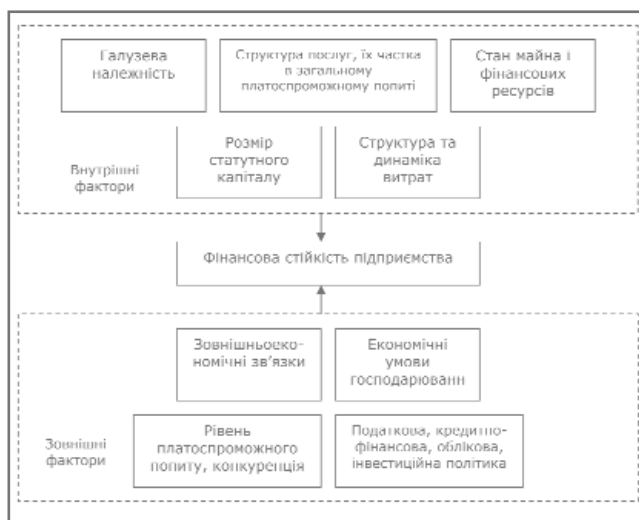 Галузева
належність
Структура послуг, їх частка
в загальному
платоспроможному попиті
Стан майна і
фінансових
ресурсів
Розмір
статутного
капіталу
Структура та
динаміка
витрат
Внутрішні
фактори
Фінансова стійкість підприємства
Зовнішньоеко-
номічні зв'язки
Економічні
умови
господарюванн
Рівень
платоспроможного
попиту, конкуренція
Податкова, кредитно-
фінансова, облікова,
інвестиційна політика
Зовнішні
фактори